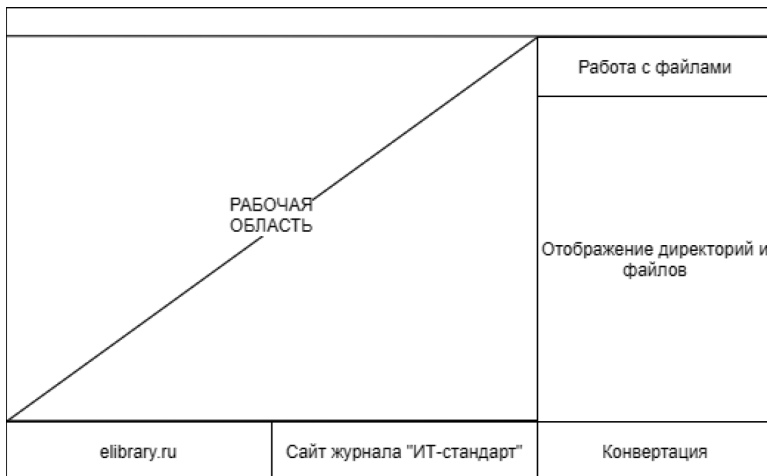 Работа с файлами
РАБОЧАЯ
ОБЛАСТЬ
Отображение директорий и
файлов
elibrary.ru
Сайт журнала "ИТ-стандарт"
Конвертация